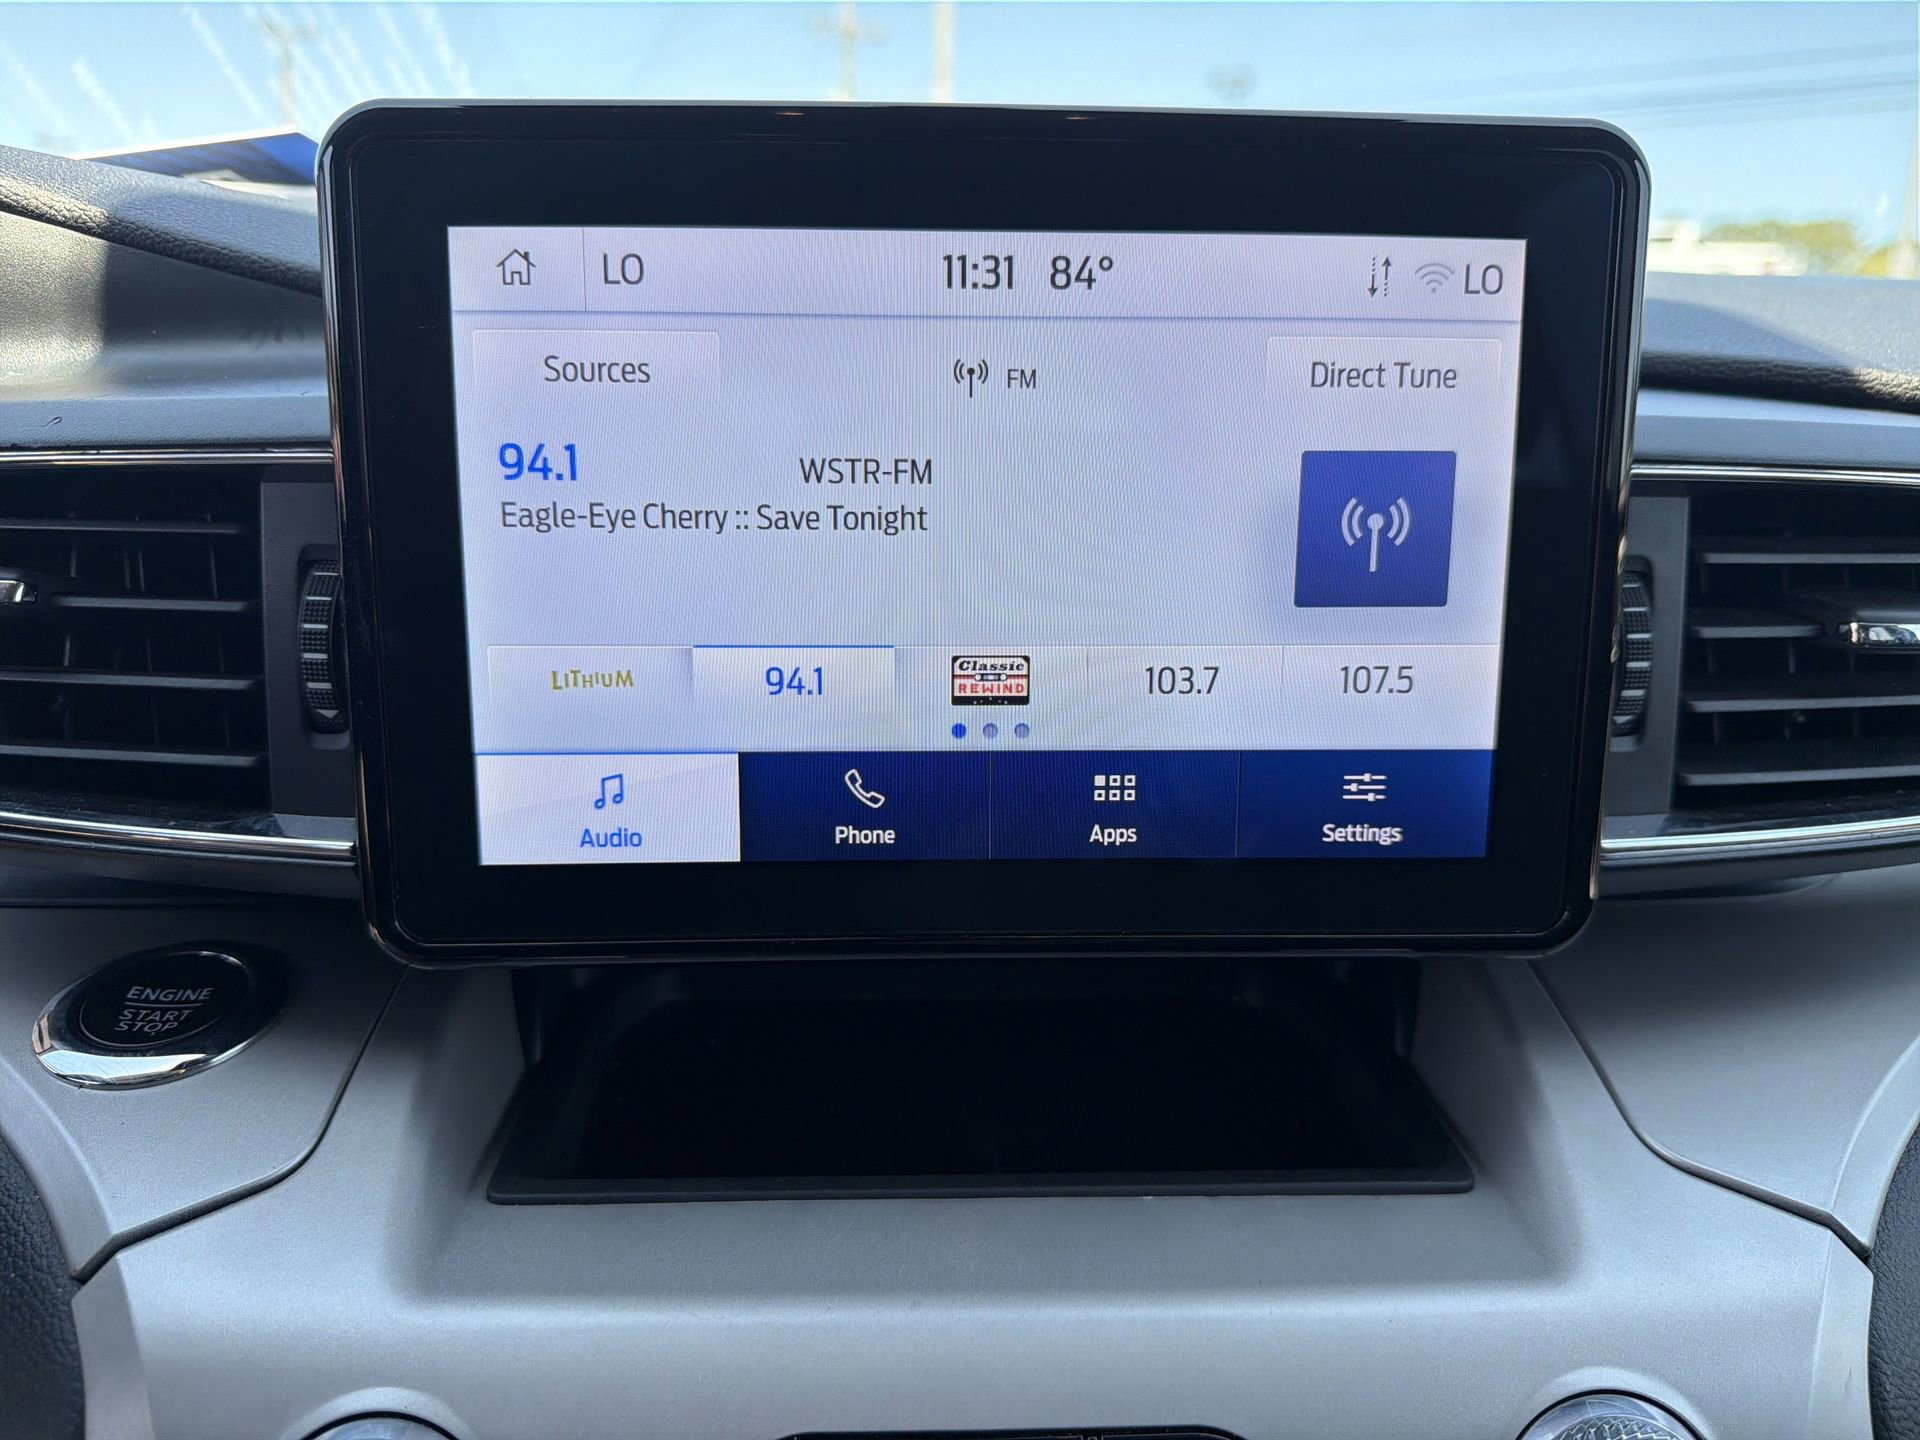 LO 11:31 84° LO
Sources FM Direct Tune
94.1 WSTR-FM
Eagle-Eye Cherry :: Save Tonight
LiTHiUM 94.1 Classic REWIND 103.7 107.5
Audio Phone Apps Settings
ENGINE
START
STOP